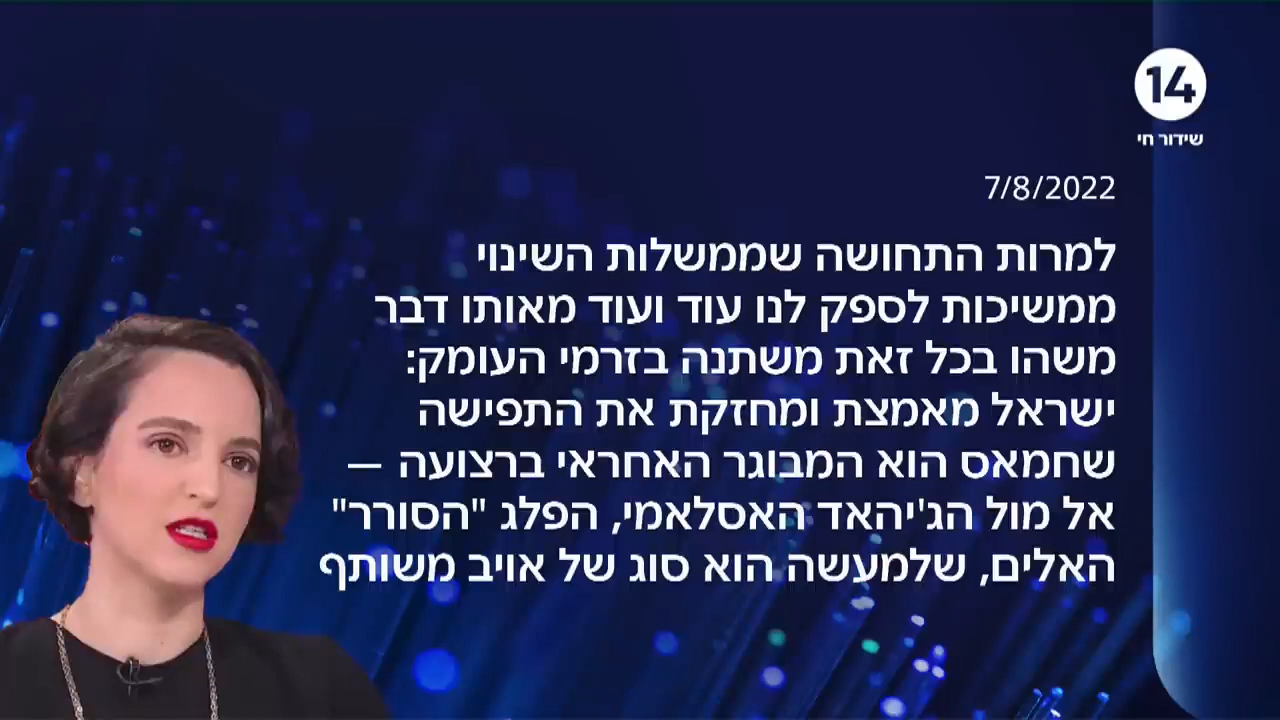 14
שידור חי
7/8/2022
למרות התחושה שממשלות השינוי
ממשיכות לספק לנו עוד ועוד מאותו דבר
משהו בכל זאת משתנה בזרמי העומק:
ישראל מאמצת ומחזקת את התפישה
שחמאס הוא המבוגר האחראי ברצועה —
אל מול הג'יהאד האסלאמי, הפלג "הסורר"
האלים, שלמעשה הוא סוג של אויב משותף